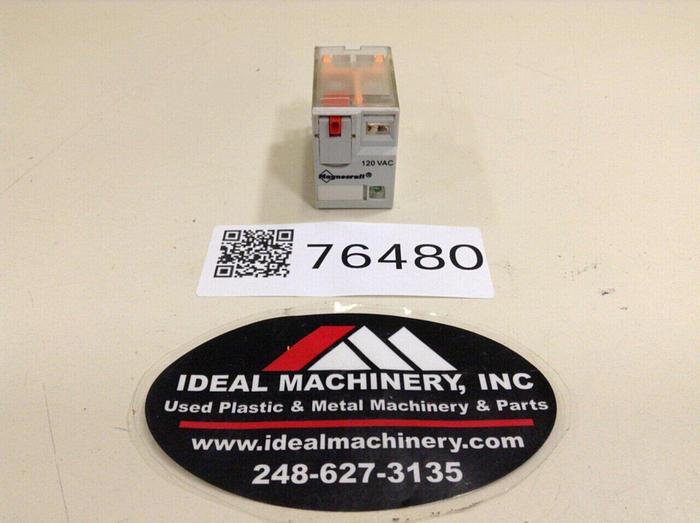 120 VAC
Magnecraft®
76480
IDEAL MACHINERY, INC
Used Plastic & Metal Machinery & Parts
www.idealmachinery.com
248-627-3135